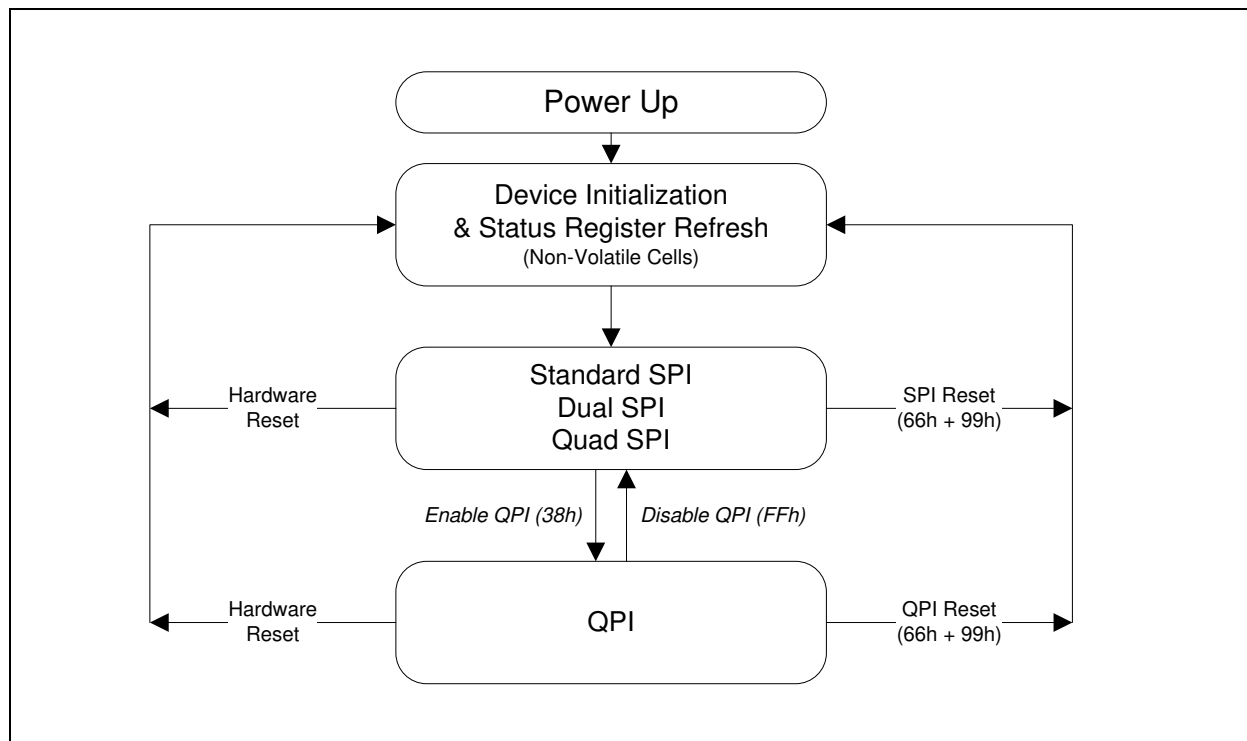 Power Up
Device Initialization
& Status Register Refresh
(Non-Volatile Cells)
Hardware
Reset
Standard SPI
Dual SPI
Quad SPI
SPI Reset
(66h + 99h)
Enable QPI (38h)
Disable QPI (FFh)
Hardware
Reset
QPI
QPI Reset
(66h + 99h)